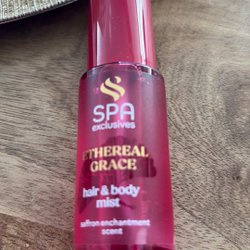 SPA
exclusives
ETHEREAL
GRACE
hair & body
mist
saffron enchantment
scent